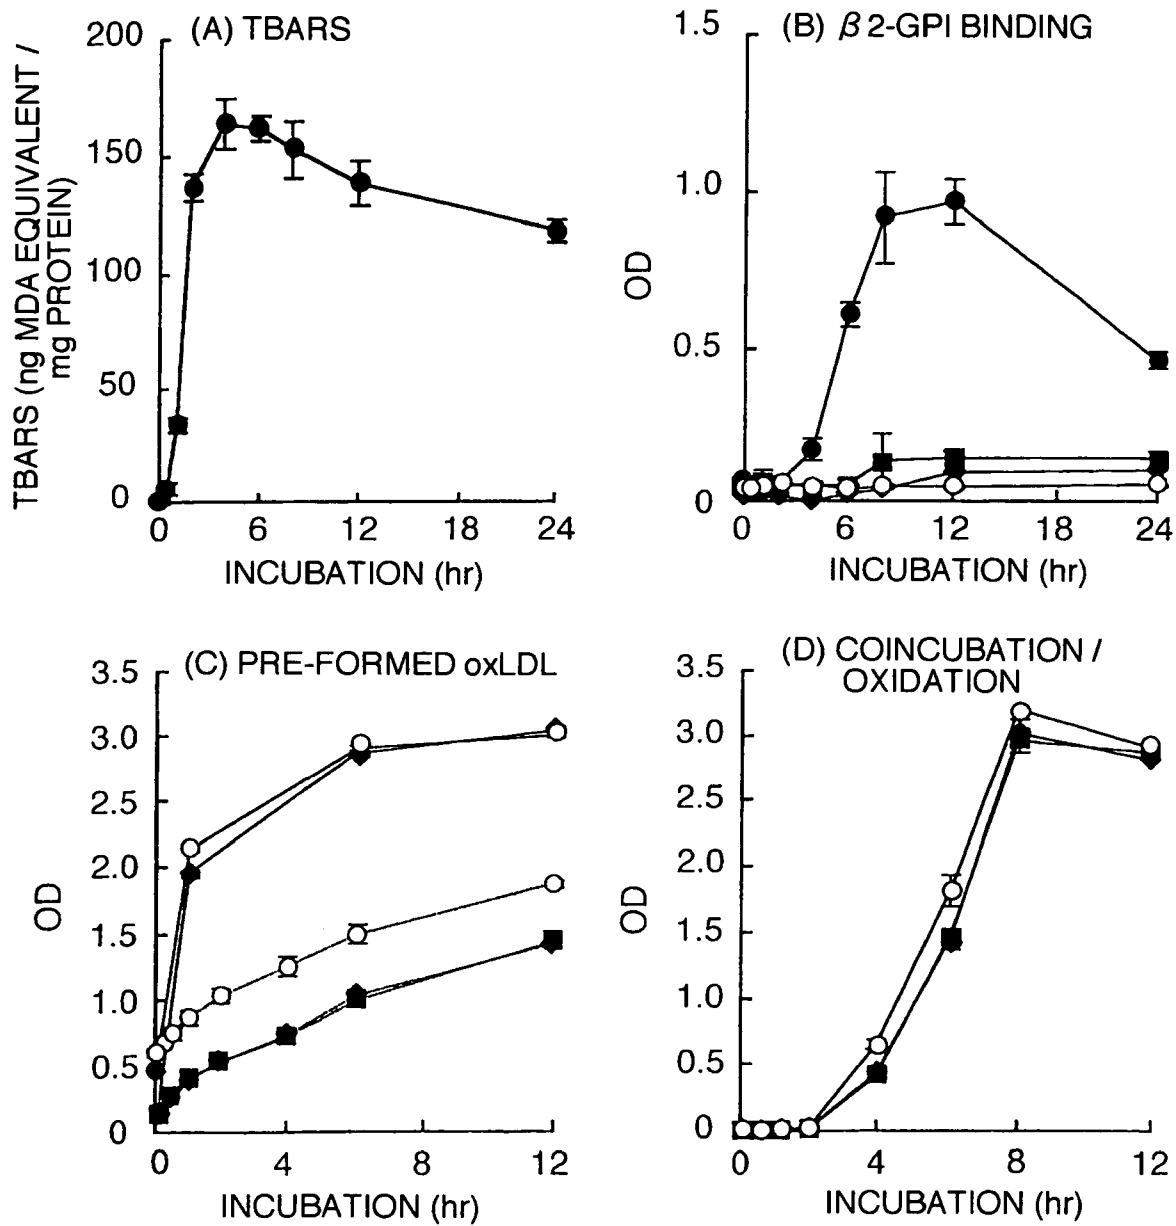 (A) TBARS
TBARS (ng MDA EQUIVALENT /
mg PROTEIN)
200
150
100
50
0
0 6 12 18 24
INCUBATION (hr)
(B) β2-GPI BINDING
OD
1.5
1.0
0.5
0
0 6 12 18 24
INCUBATION (hr)
(C) PRE-FORMED oxLDL
OD
3.5
3.0
2.5
2.0
1.5
1.0
0.5
0
0 4 8 12
INCUBATION (hr)
(D) COINCUBATION /
OXIDATION
OD
3.5
3.0
2.5
2.0
1.5
1.0
0.5
0
0 4 8 12
INCUBATION (hr)